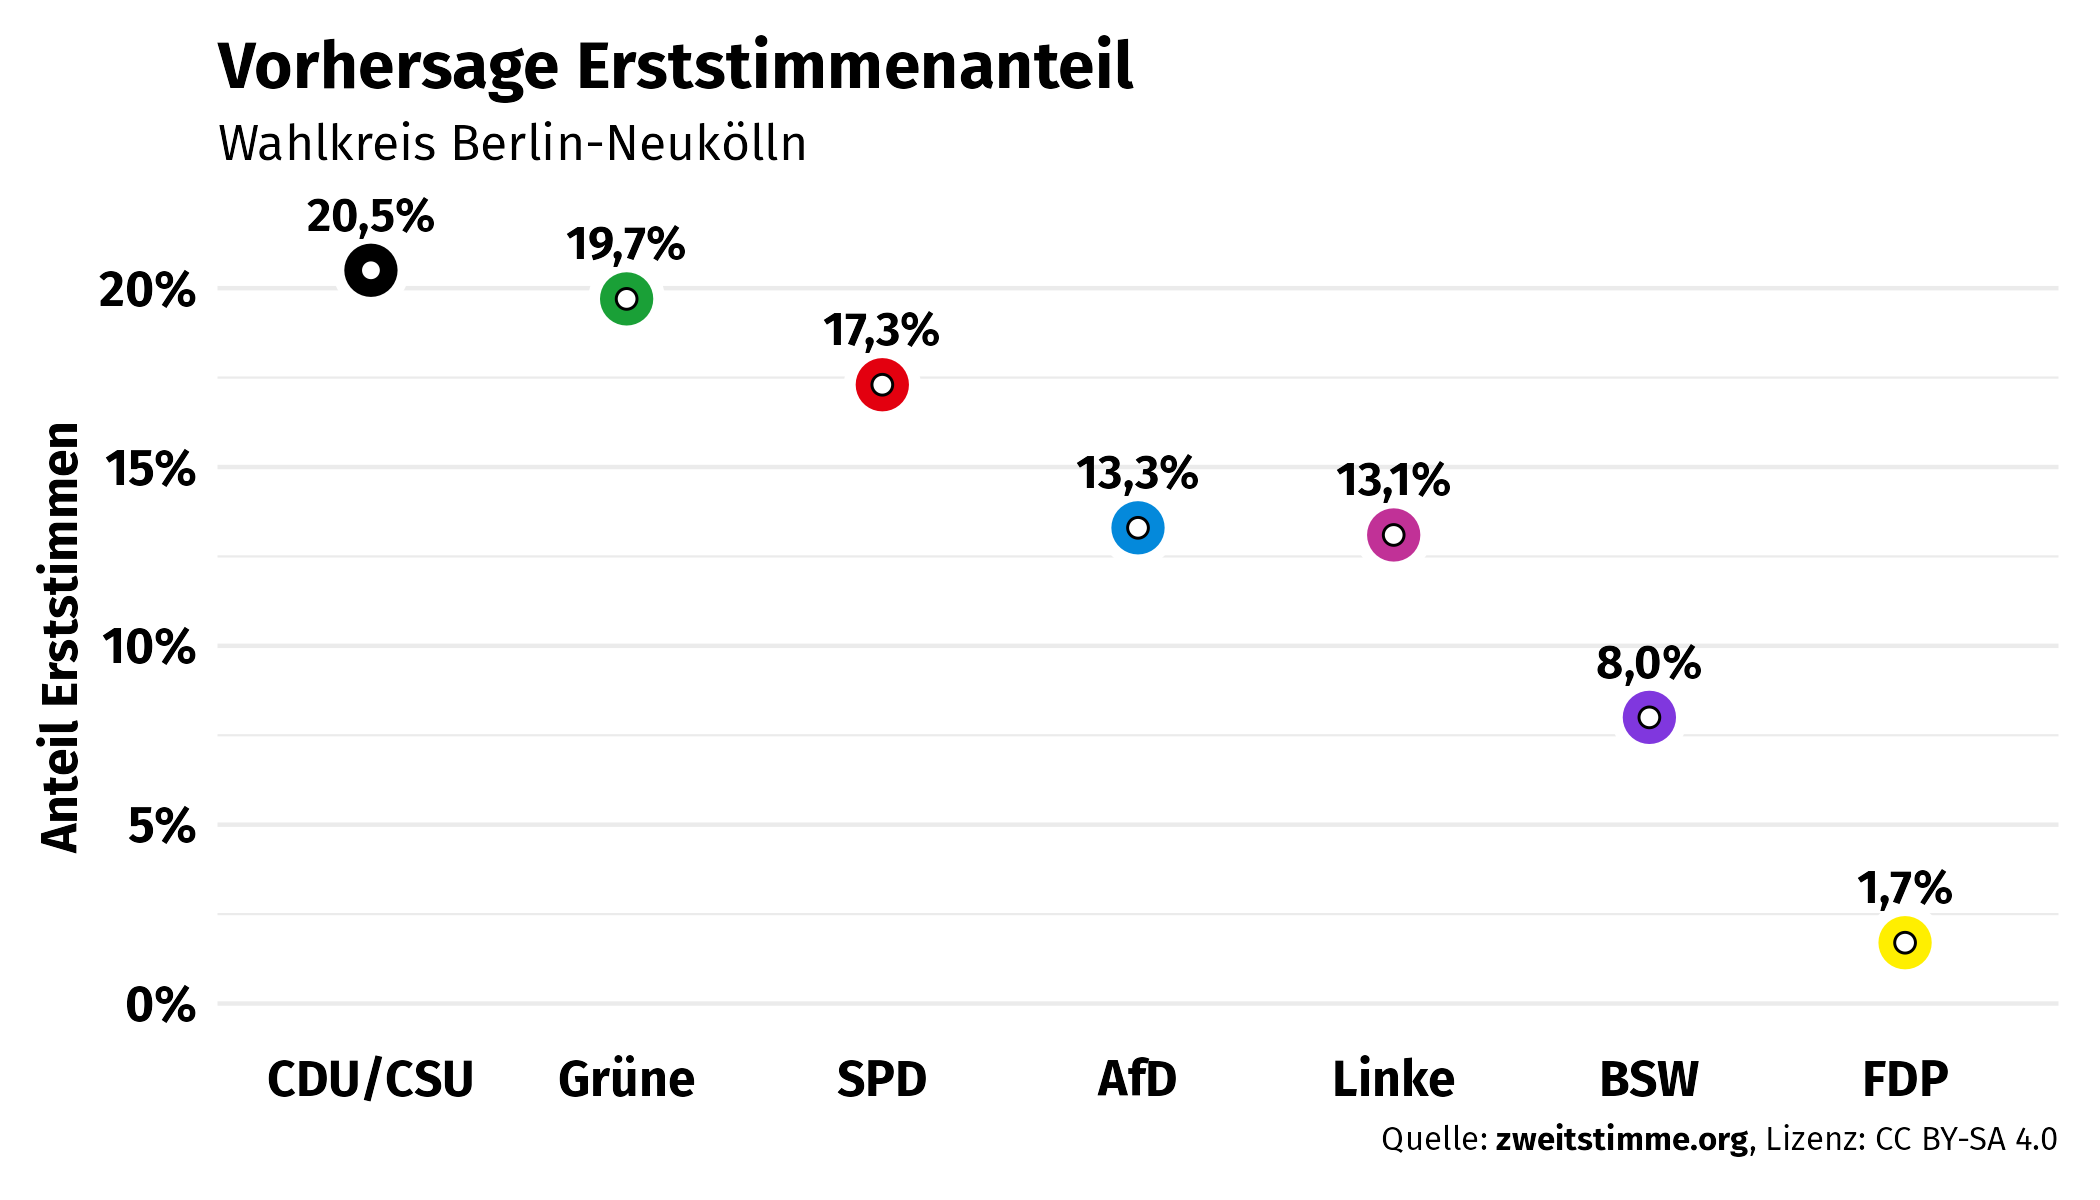 Vorhersage Erststimmenanteil
Wahlkreis Berlin-Neukölln
20,5%
19,7%
17,3%
13,3%
13,1%
8,0%
1,7%
20%
15%
10%
5%
0%
Anteil Erststimmen
CDU/CSU Grüne SPD AfD Linke BSW FDP
Quelle: zweitstimme.org, Lizenz: CC BY-SA 4.0